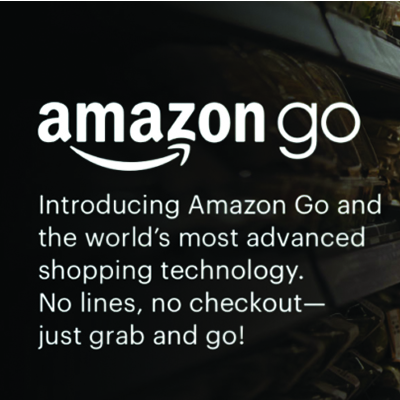 amazon go
Introducing Amazon Go and
the world’s most advanced
shopping technology.
No lines, no checkout—
just grab and go!